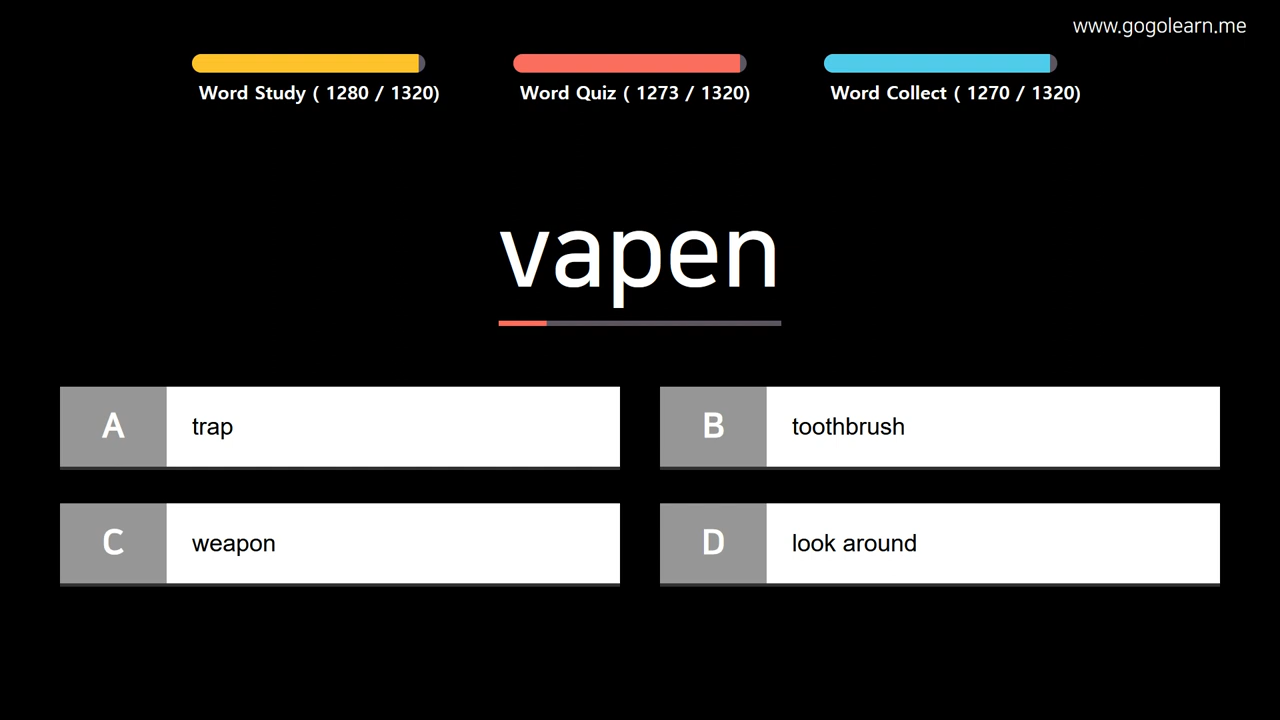 www.gogolearn.me
Word Study ( 1280 / 1320)
Word Quiz ( 1273 / 1320)
Word Collect ( 1270 / 1320)
vapen
A trap
B toothbrush
C weapon
D look around